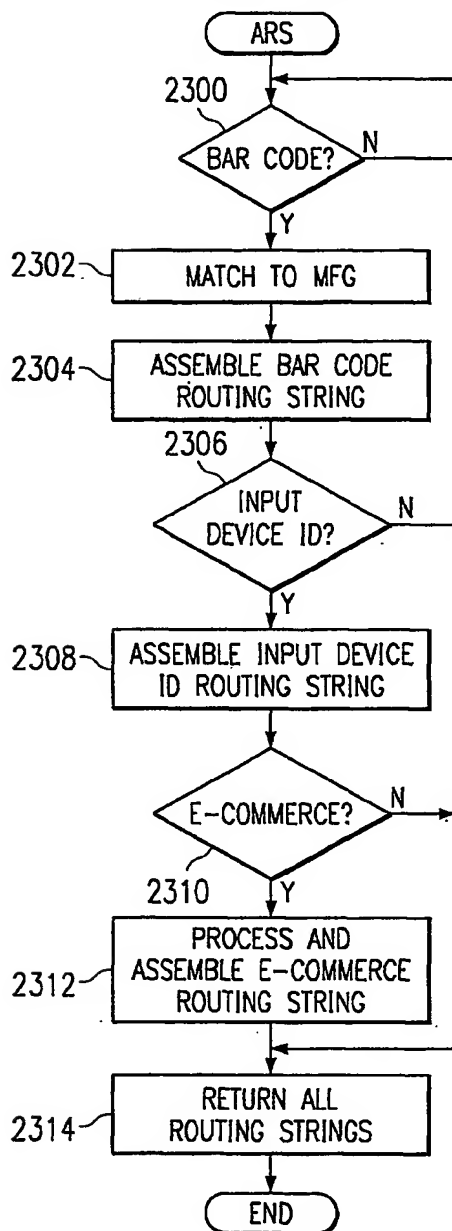 ARS
2300
BAR CODE?
N
Y
2302
MATCH TO MFG
2304
ASSEMBLE BAR CODE
ROUTING STRING
2306
INPUT
DEVICE ID?
N
Y
2308
ASSEMBLE INPUT DEVICE
ID ROUTING STRING
E-COMMERCE?
N
2310
Y
2312
PROCESS AND
ASSEMBLE E-COMMERCE
ROUTING STRING
2314
RETURN ALL
ROUTING STRINGS
END